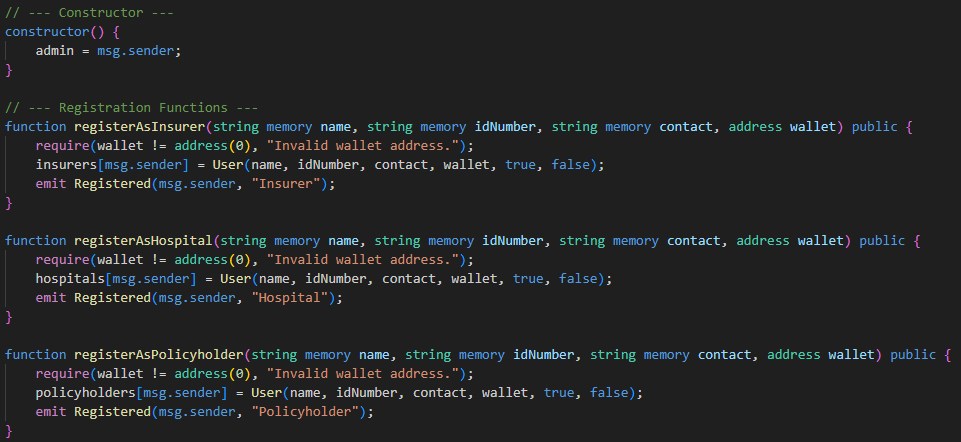 // --- Constructor ---
constructor() {
    admin = msg.sender;
}

// --- Registration Functions ---
function registerAsInsurer(string memory name, string memory idNumber, string memory contact, address wallet) public {
    require(wallet != address(0), "Invalid wallet address.");
    insurers[msg.sender] = User(name, idNumber, contact, wallet, true, false);
    emit Registered(msg.sender, "Insurer");
}

function registerAsHospital(string memory name, string memory idNumber, string memory contact, address wallet) public {
    require(wallet != address(0), "Invalid wallet address.");
    hospitals[msg.sender] = User(name, idNumber, contact, wallet, true, false);
    emit Registered(msg.sender, "Hospital");
}

function registerAsPolicyholder(string memory name, string memory idNumber, string memory contact, address wallet) public {
    require(wallet != address(0), "Invalid wallet address.");
    policyholders[msg.sender] = User(name, idNumber, contact, wallet, true, false);
    emit Registered(msg.sender, "Policyholder");
}